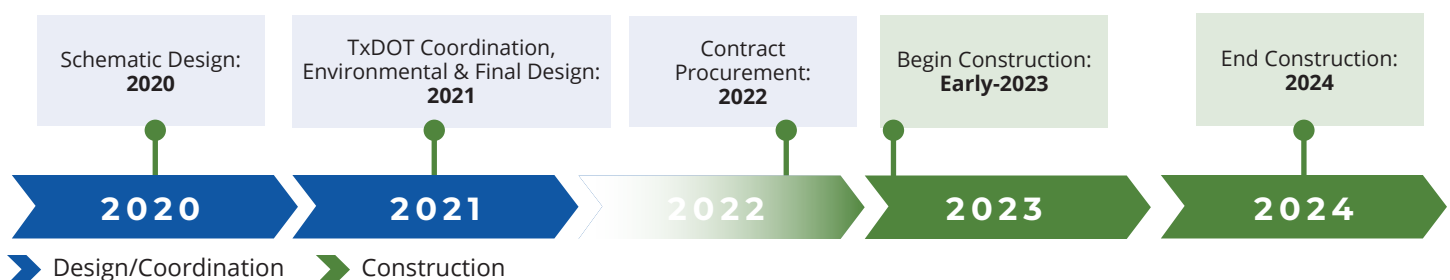 Schematic Design:
2020
TxDOT Coordination,
Environmental & Final Design:
2021
Contract
Procurement:
2022
Begin Construction:
Early-2023
End Construction:
2024
2020
2021
2022
2023
2024
Design/Coordination
Construction